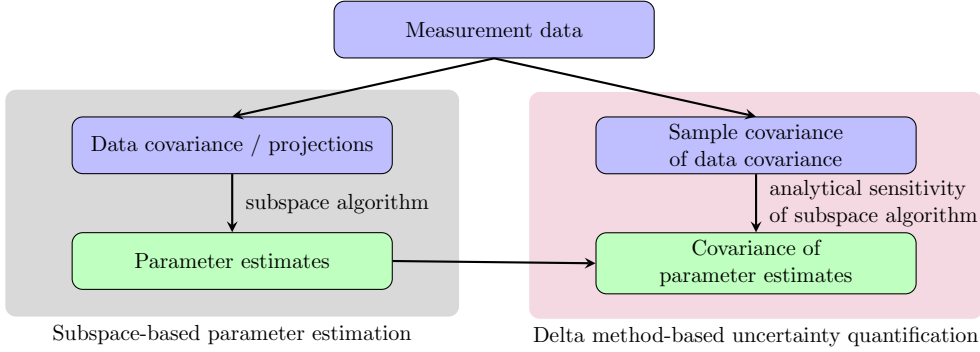 Measurement data
Data covariance / projections
Sample covariance
of data covariance
subspace algorithm
analytical sensitivity
of subspace algorithm
Parameter estimates
Covariance of
parameter estimates
Subspace-based parameter estimation
Delta method-based uncertainty quantification